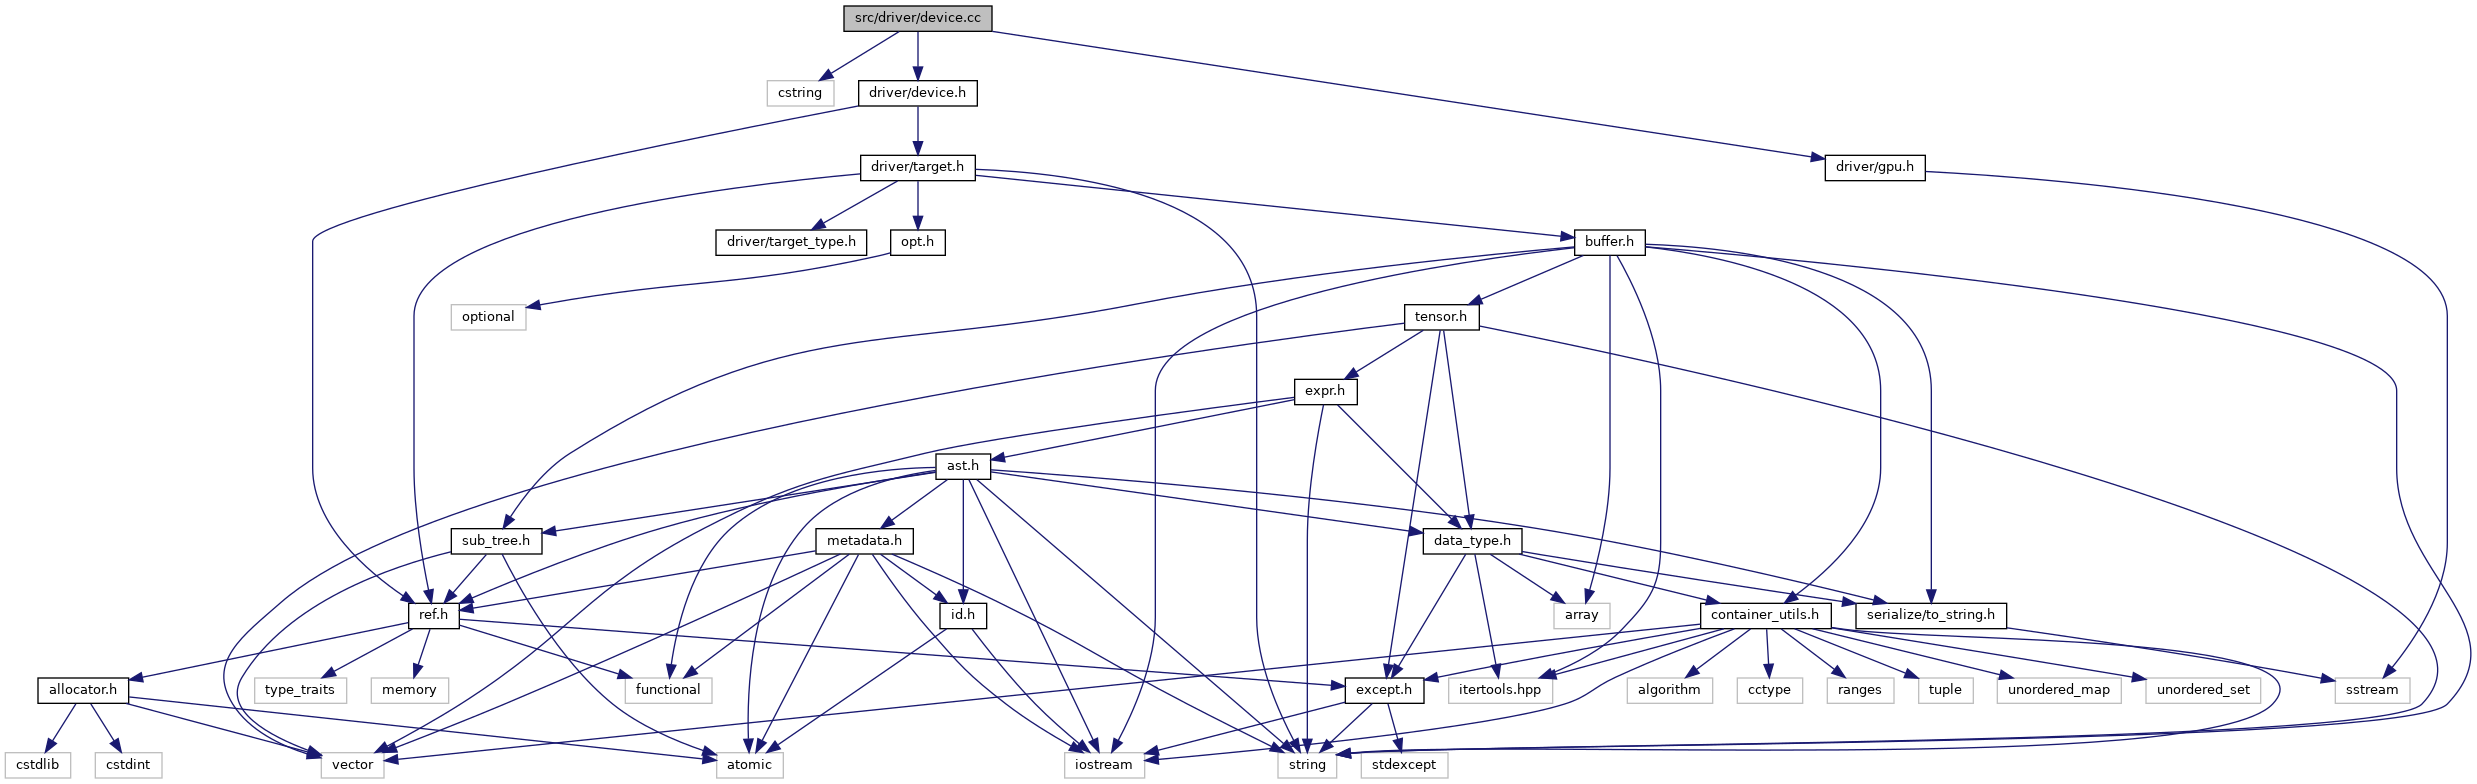 src/driver/device.cc
cstring
driver/device.h
driver/target.h
driver/gpu.h
driver/target_type.h
opt.h
buffer.h
optional
tensor.h
expr.h
ast.h
sub_tree.h
metadata.h
data_type.h
ref.h
id.h
array
container_utils.h
serialize/to_string.h
allocator.h
type_traits
memory
functional
except.h
itertools.hpp
algorithm
cctype
ranges
tuple
unordered_map
unordered_set
sstream
cstdlib
cstdint
vector
atomic
iostream
string
stdexcept